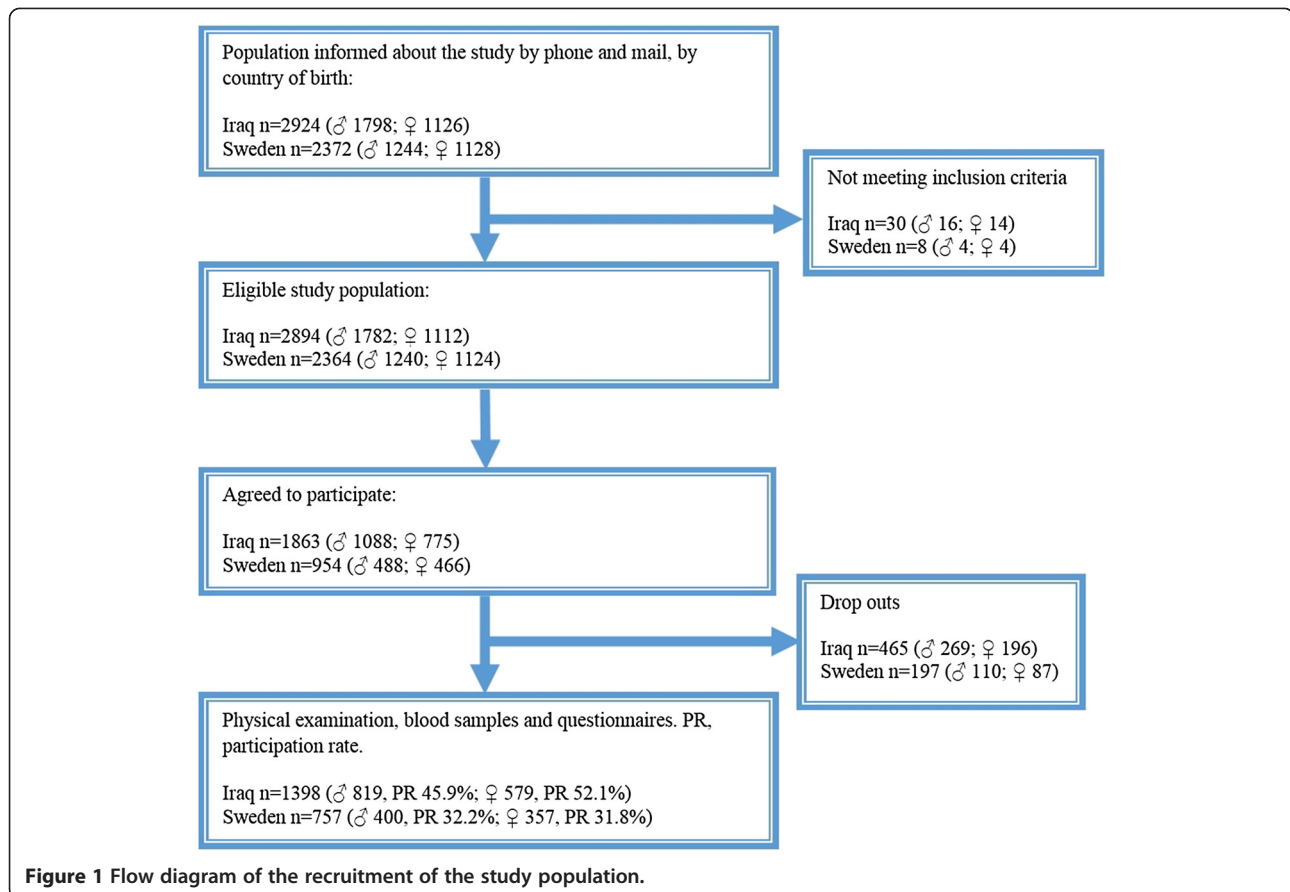 Population informed about the study by phone and mail, by
country of birth:
Iraq n=2924 (♂ 1798; ♀ 1126)
Sweden n=2372 (♂ 1244; ♀ 1128)
Not meeting inclusion criteria
Iraq n=30 (♂ 16; ♀ 14)
Sweden n=8 (♂ 4; ♀ 4)
Eligible study population:
Iraq n=2894 (♂ 1782; ♀ 1112)
Sweden n=2364 (♂ 1240; ♀ 1124)
Agreed to participate:
Iraq n=1863 (♂ 1088; ♀ 775)
Sweden n=954 (♂ 488; ♀ 466)
Drop outs
Iraq n=465 (♂ 269; ♀ 196)
Sweden n=197 (♂ 110; ♀ 87)
Physical examination, blood samples and questionnaires. PR,
participation rate.
Iraq n=1398 (♂ 819, PR 45.9%; ♀ 579, PR 52.1%)
Sweden n=757 (♂ 400, PR 32.2%; ♀ 357, PR 31.8%)
Figure 1 Flow diagram of the recruitment of the study population.